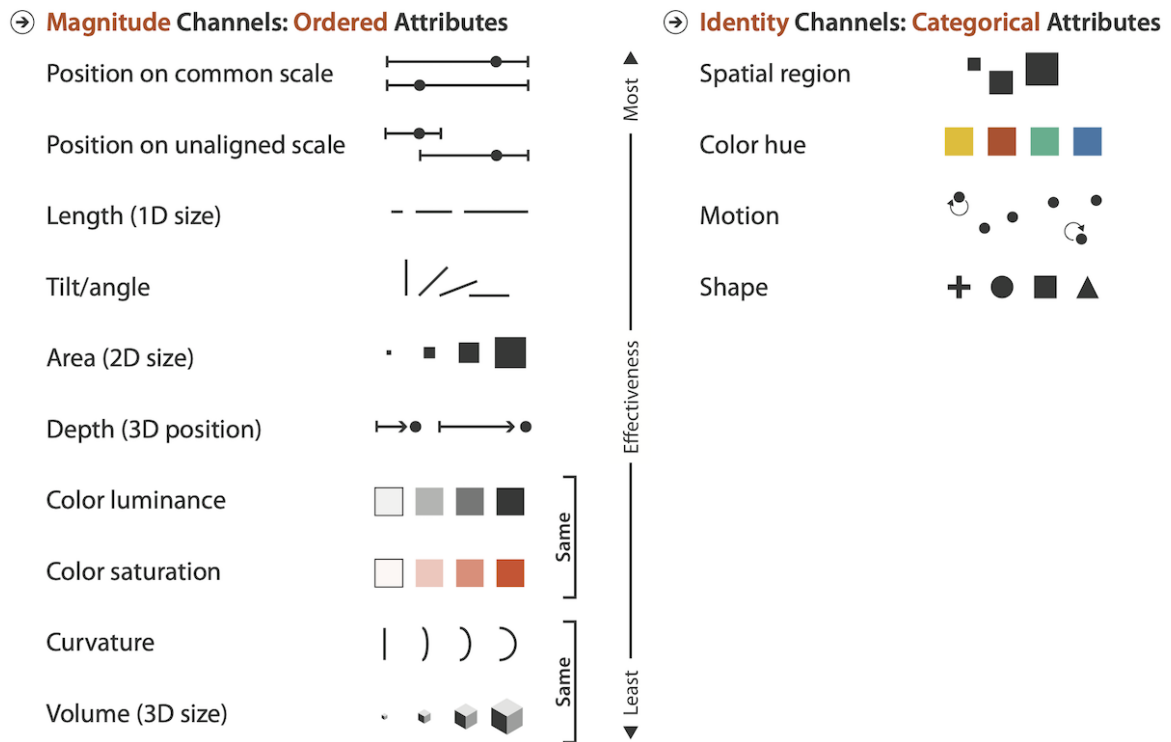 Magnitude Channels: Ordered Attributes
Position on common scale
Position on unaligned scale
Length (1D size)
Tilt/angle
Area (2D size)
Depth (3D position)
Color luminance
Color saturation
Curvature
Volume (3D size)
Same
Same
Most
Effectiveness
Least
Identity Channels: Categorical Attributes
Spatial region
Color hue
Motion
Shape